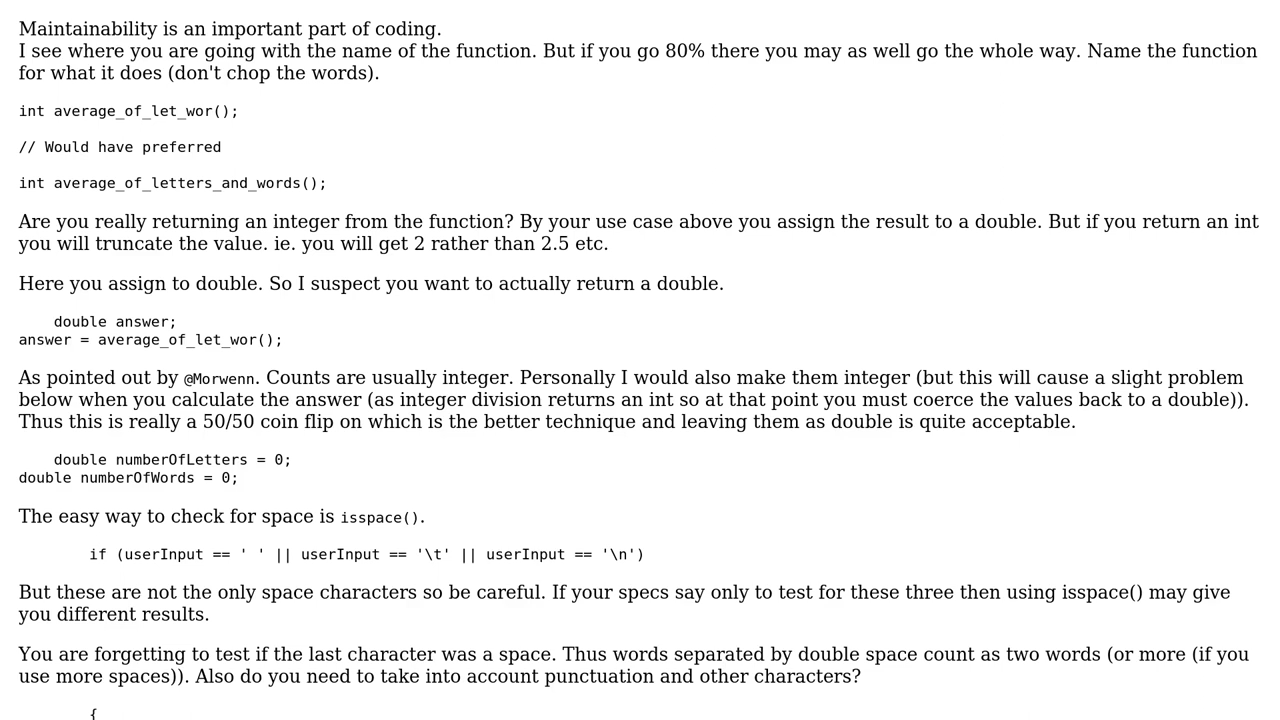 Maintainability is an important part of coding.
I see where you are going with the name of the function. But if you go 80% there you may as well go the whole way. Name the function
for what it does (don't chop the words).
int average_of_let_wor();
// Would have preferred
int average_of_letters_and_words();
Are you really returning an integer from the function? By your use case above you assign the result to a double. But if you return an int
you will truncate the value. ie. you will get 2 rather than 2.5 etc.
Here you assign to double. So I suspect you want to actually return a double.
    double answer;
answer = average_of_let_wor();
As pointed out by @Morwenn. Counts are usually integer. Personally I would also make them integer (but this will cause a slight problem
below when you calculate the answer (as integer division returns an int so at that point you must coerce the values back to a double)).
Thus this is really a 50/50 coin flip on which is the better technique and leaving them as double is quite acceptable.
    double numberOfLetters = 0;
double numberOfWords = 0;
The easy way to check for space is isspace().
        if (userInput == ' ' || userInput == '\t' || userInput == '\n')
But these are not the only space characters so be careful. If your specs say only to test for these three then using isspace() may give
you different results.
You are forgetting to test if the last character was a space. Thus words separated by double space count as two words (or more (if you
use more spaces)). Also do you need to take into account punctuation and other characters?
        {